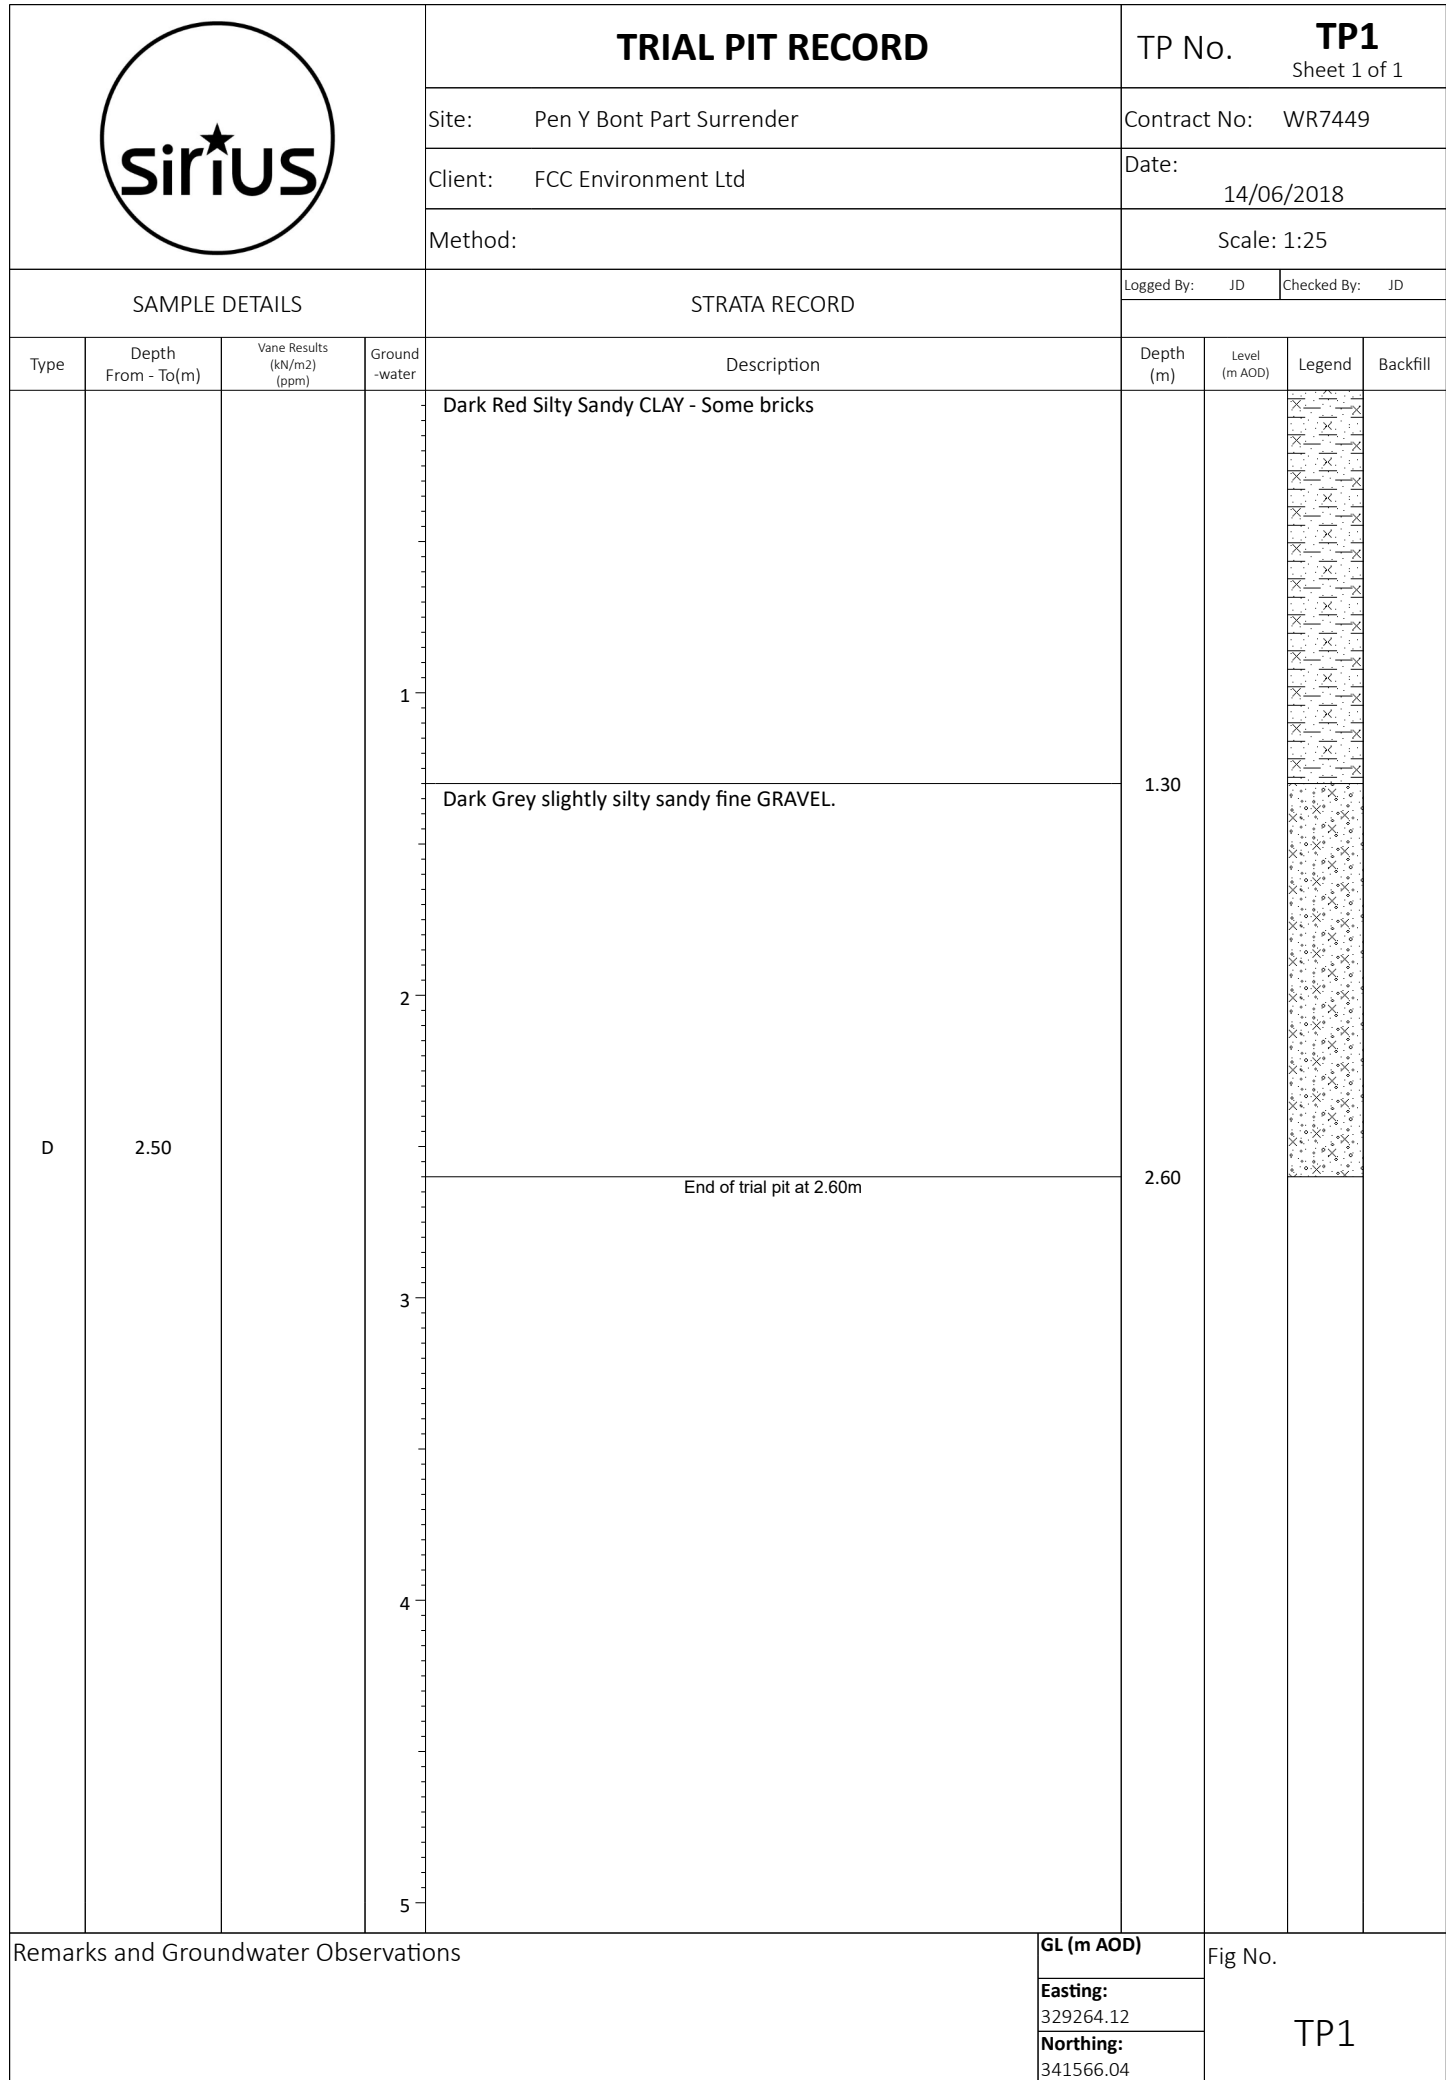 sirius
TRIAL PIT RECORD
TP No.
TP1
Sheet 1 of 1
Site: Pen Y Bont Part Surrender
Contract No: WR7449
Client: FCC Environment Ltd
Date:
14/06/2018
Method:
Scale: 1:25
SAMPLE DETAILS
STRATA RECORD
Logged By: JD
Checked By: JD
Type
Depth
From - To(m)
Vane Results
(kN/m2)
(ppm)
Ground
-water
Description
Depth
(m)
Level
(m AOD)
Legend
Backfill
Dark Red Silty Sandy CLAY - Some bricks
1
1.30
Dark Grey slightly silty sandy fine GRAVEL.
2
D
2.50
2.60
End of trial pit at 2.60m
3
4
5
Remarks and Groundwater Observations
GL (m AOD)
Easting:
329264.12
Northing:
341566.04
Fig No.
TP1